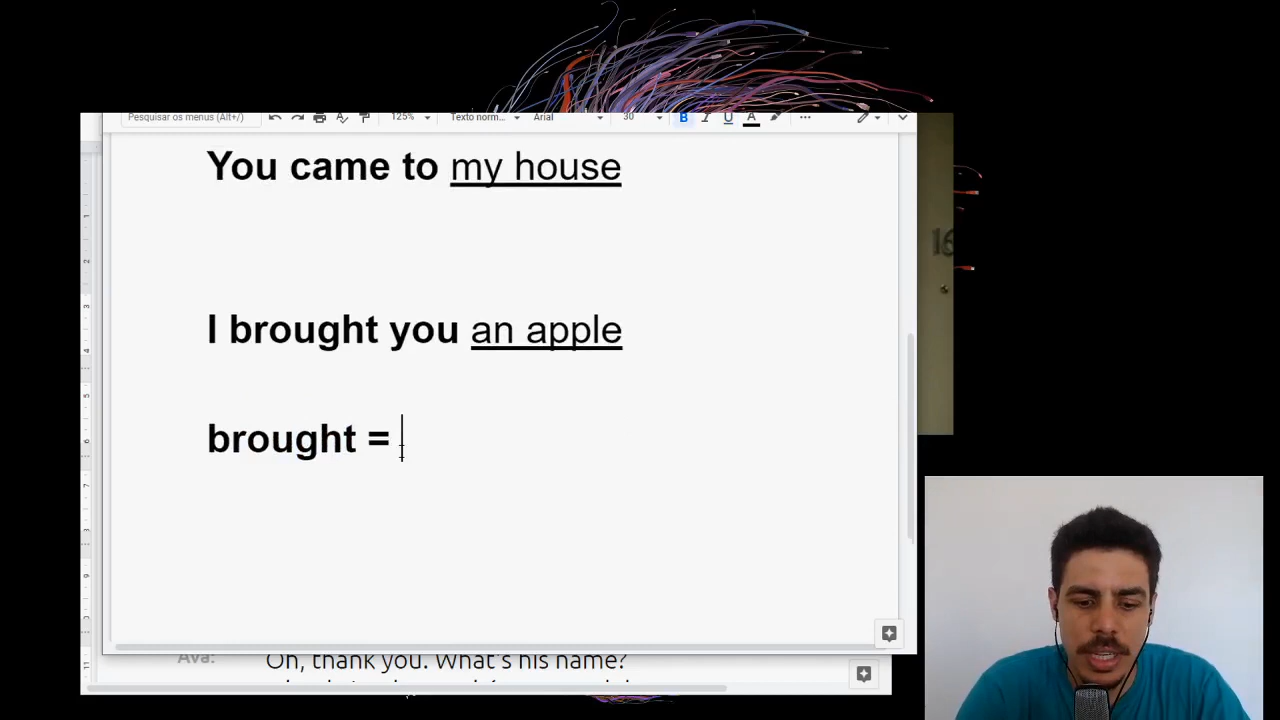 Pesquisar os menus (Alt+/) 125% Texto norm... Arial 30 B I U A
You came to my house
16
I brought you an apple
brought =
Ava: Oh, thank you. What's his name?